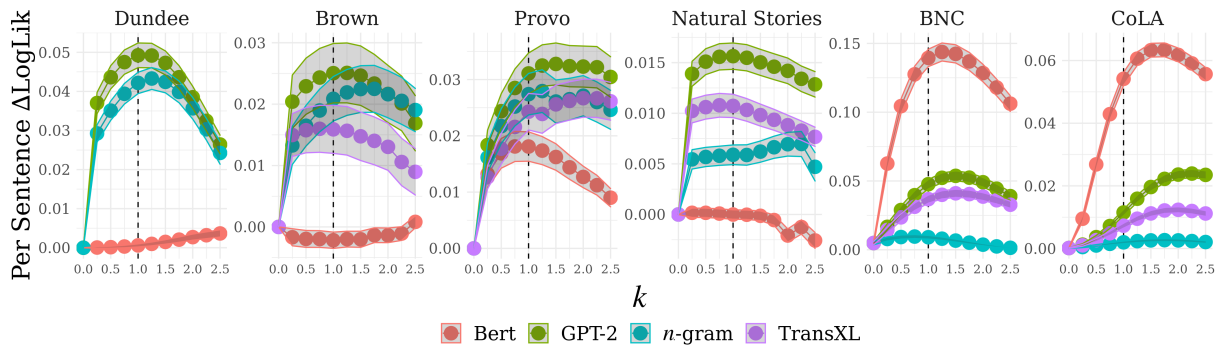 Dundee Brown Provo Natural Stories BNC CoLA
Per Sentence ΔLogLik
0.05
0.04
0.03
0.02
0.01
0.00
0.0 0.5 1.0 1.5 2.0 2.5
0.03
0.02
0.01
0.00
0.0 0.5 1.0 1.5 2.0 2.5
0.03
0.02
0.01
0.00
0.0 0.5 1.0 1.5 2.0 2.5
0.015
0.010
0.005
0.000
0.0 0.5 1.0 1.5 2.0 2.5
0.15
0.10
0.05
0.00
0.0 0.5 1.0 1.5 2.0 2.5
0.06
0.04
0.02
0.00
0.0 0.5 1.0 1.5 2.0 2.5
k
Bert GPT-2 n-gram TransXL